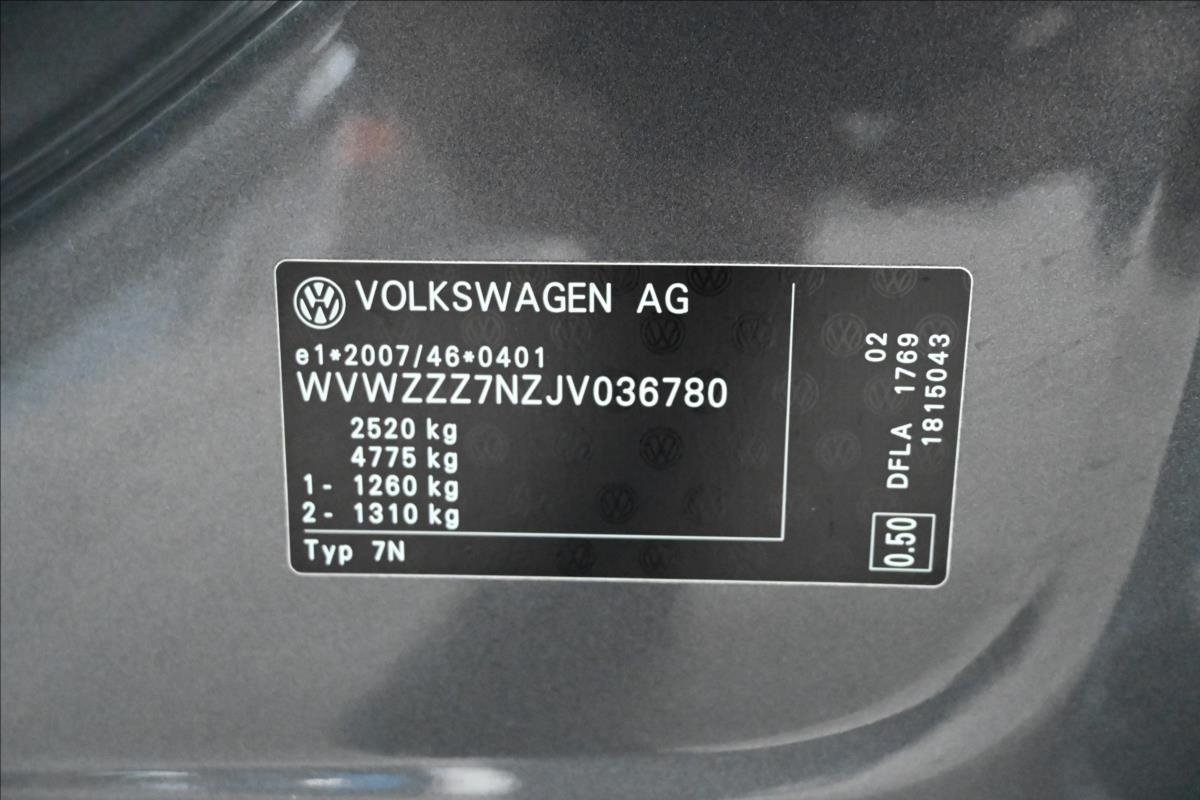 VOLKSWAGEN AG
e1*2007/46*0401
WVWZZZ7NZJV036780
2520 kg
4775 kg
1- 1260 kg
2- 1310 kg
Typ 7N
02
DFLA 1769
1815043
0.50